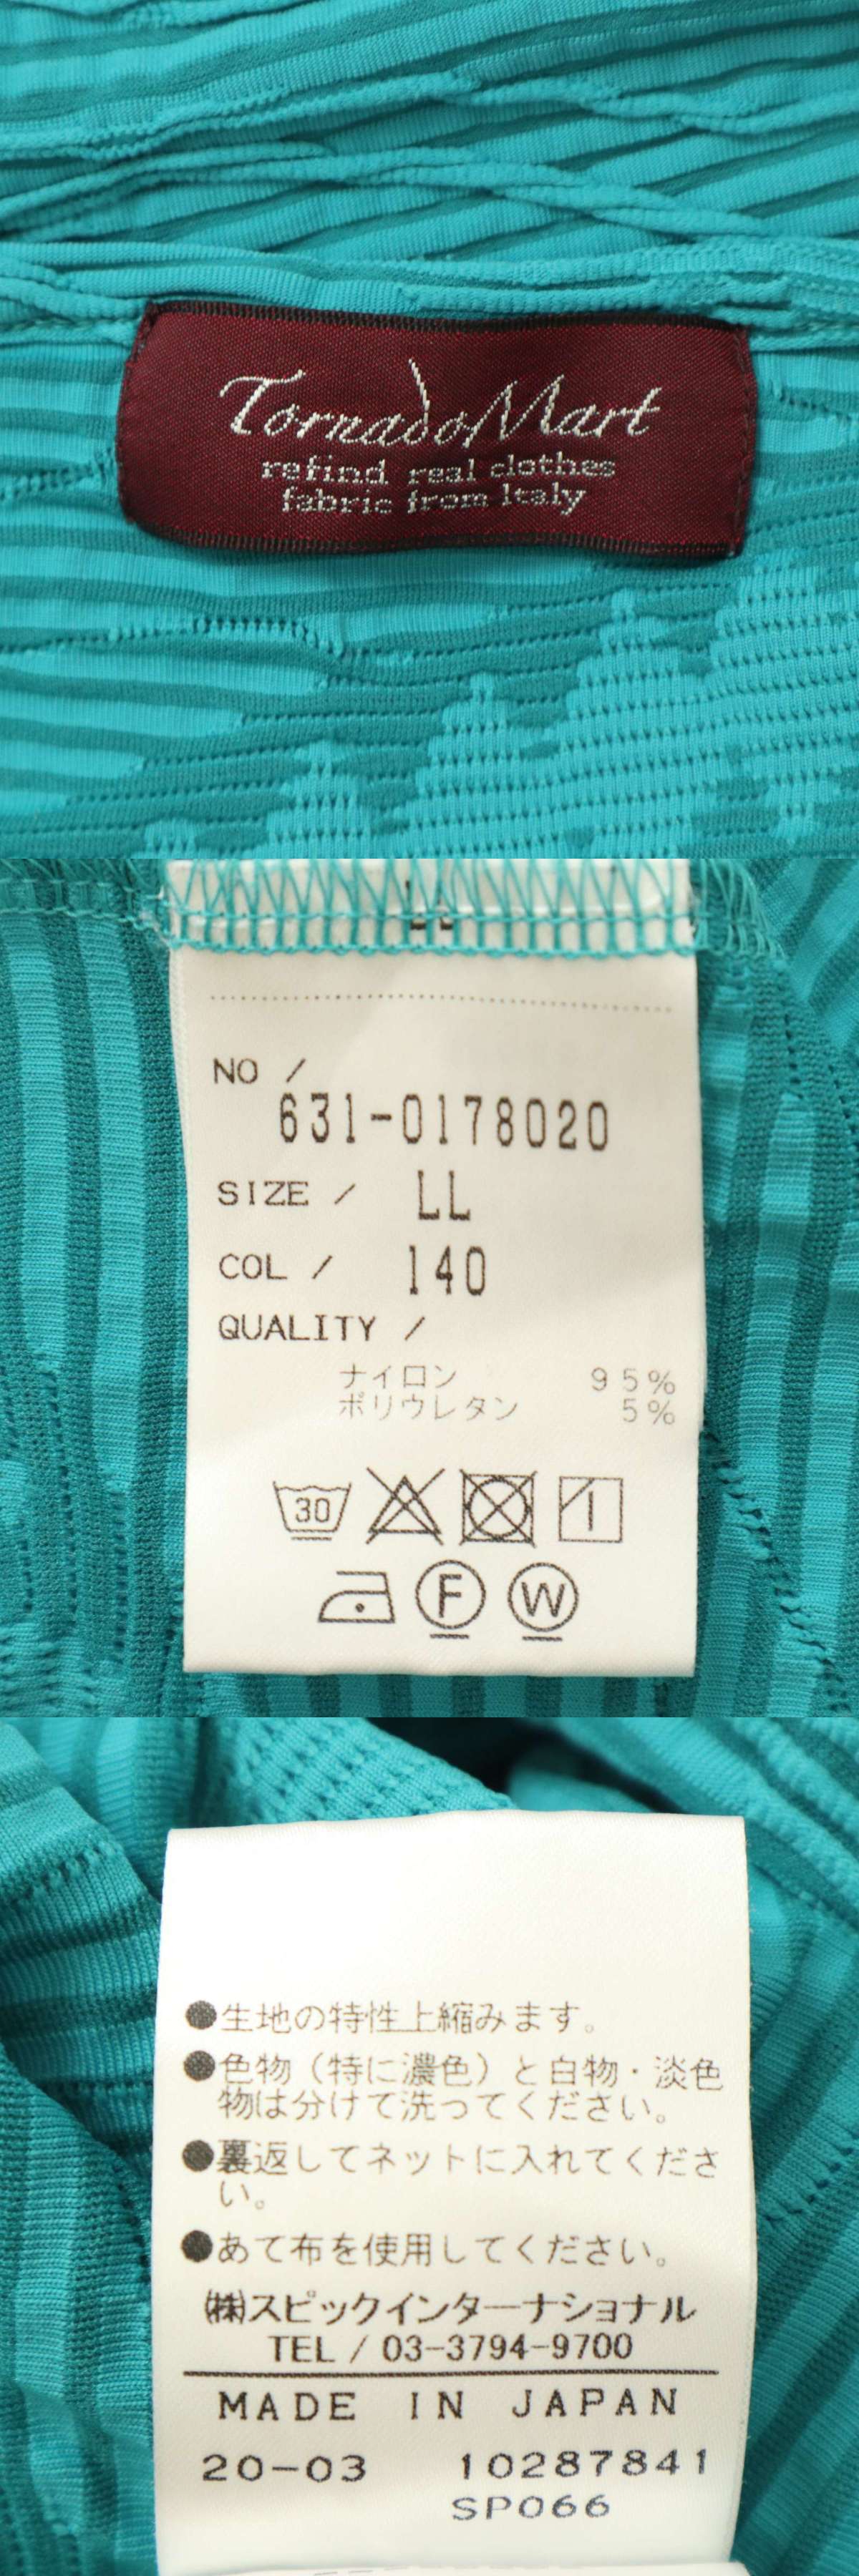 TornadoMart
refind real clothes
fabric from Italy
NO /
631-0178020
SIZE / LL
COL / 140
QUALITY /
ナイロン 95%
ポリウレタン 5%
30
F W
●生地の特性上縮みます。
●色物（特に濃色）と白物・淡色
物は分けて洗ってください。
●裏返してネットに入れてくださ
い。
●あて布を使用してください。
㈱スピックインターナショナル
TEL / 03-3794-9700
MADE IN JAPAN
20-03 10287841
SP066